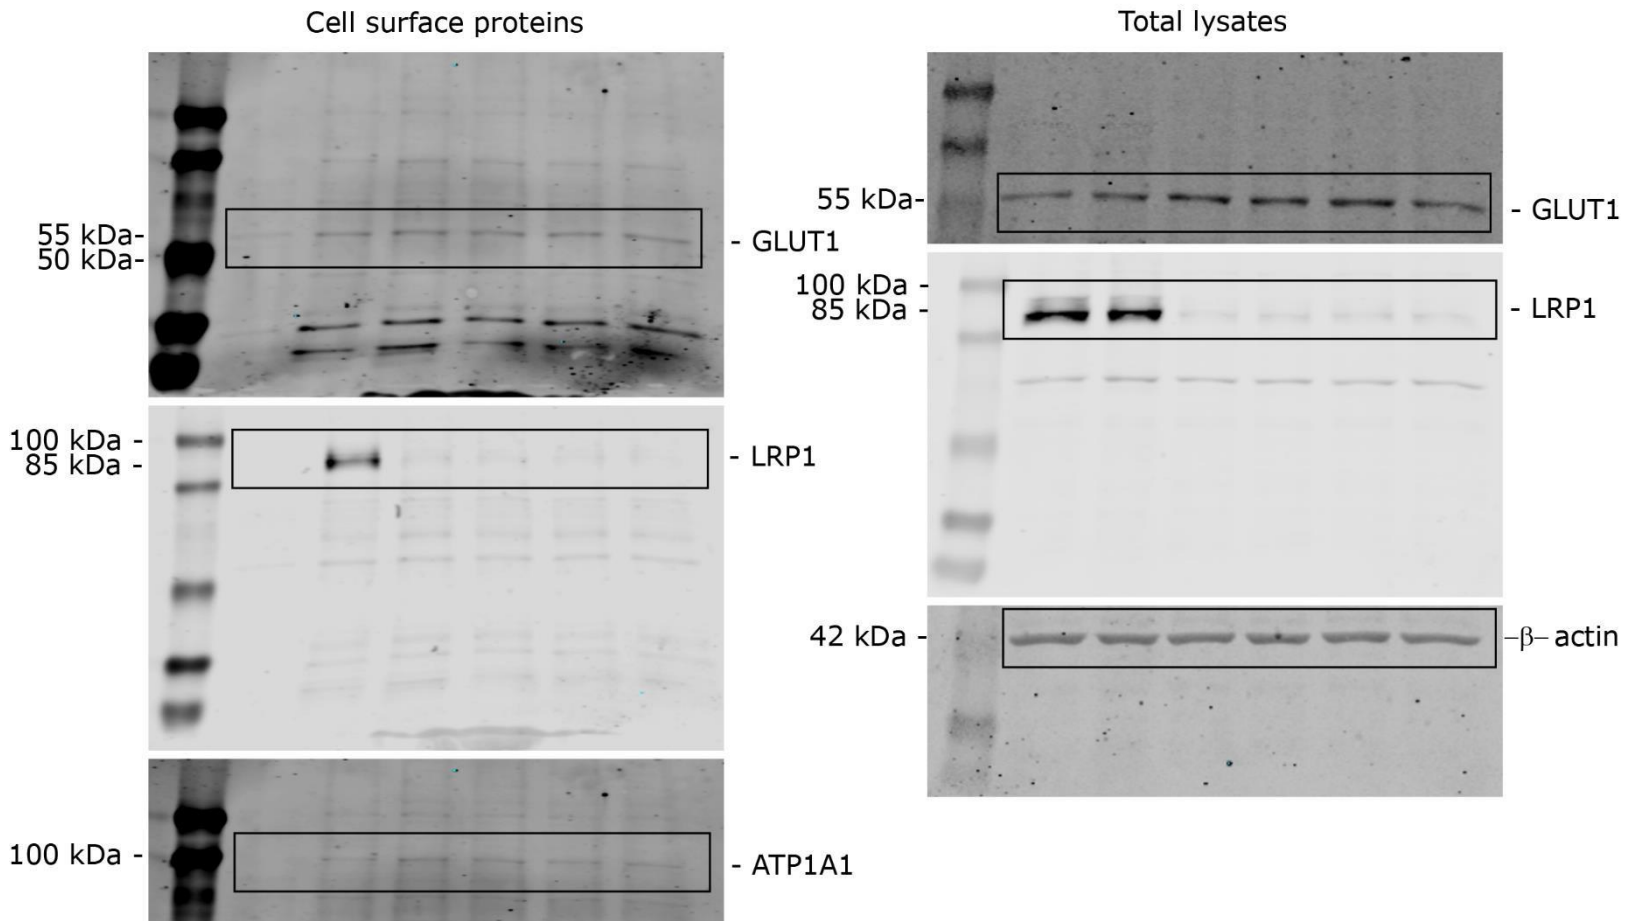 Cell surface proteins
55 kDa-
50 kDa-
- GLUT1
100 kDa -
85 kDa -
- LRP1
100 kDa -
- ATP1A1
Total lysates
55 kDa-
- GLUT1
100 kDa -
85 kDa -
- LRP1
42 kDa -
–β– actin